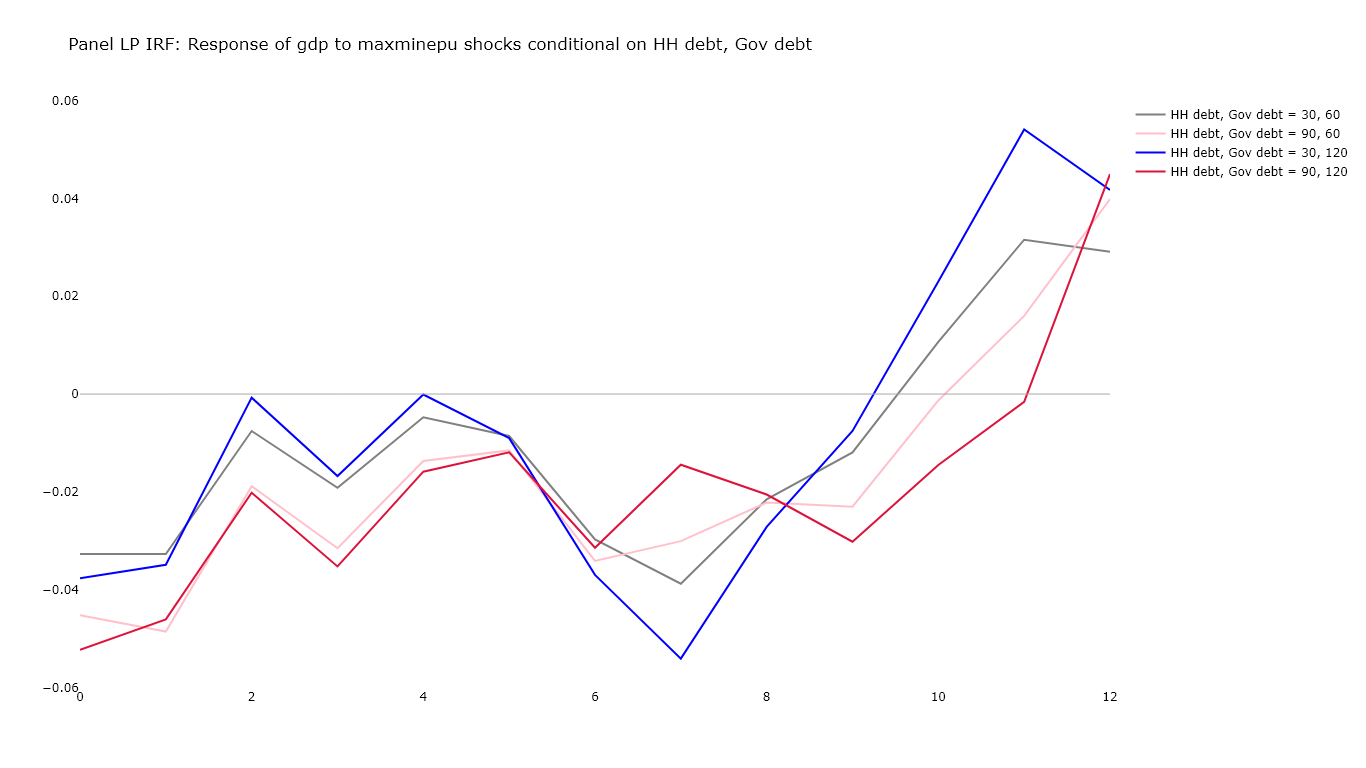 Panel LP IRF: Response of gdp to maxminepu shocks conditional on HH debt, Gov debt
0.06
0.04
0.02
0
−0.02
−0.04
−0.06
0 2 4 6 8 10 12
HH debt, Gov debt = 30, 60
HH debt, Gov debt = 90, 60
HH debt, Gov debt = 30, 120
HH debt, Gov debt = 90, 120